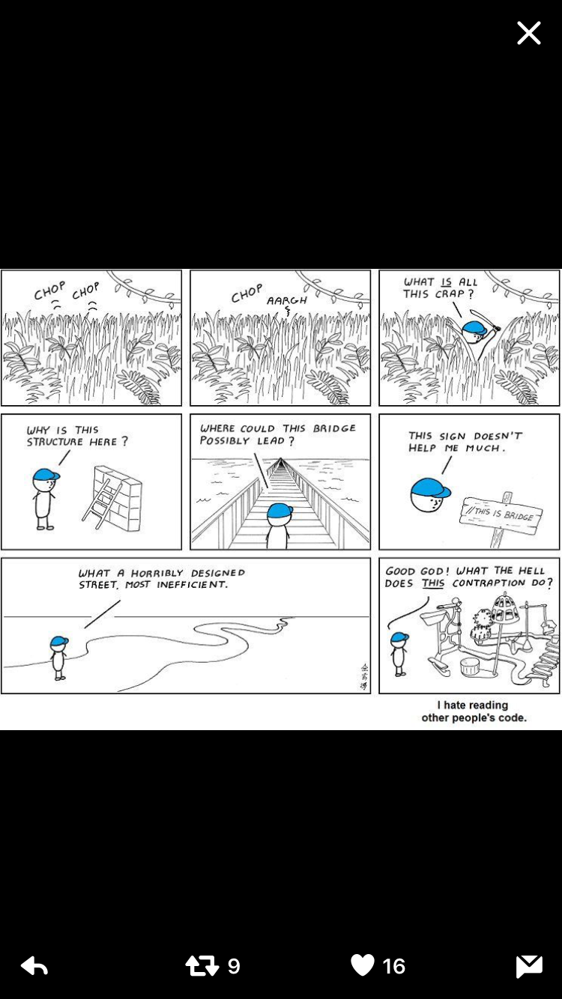 CHOP
CHOP
CHOP
AARGH
WHAT IS ALL
THIS CRAP?
WHY IS THIS
STRUCTURE HERE?
WHERE COULD THIS BRIDGE
POSSIBLY LEAD?
THIS SIGN DOESN'T
HELP ME MUCH.
//THIS IS BRIDGE
WHAT A HORRIBLY DESIGNED
STREET. MOST INEFFICIENT.
GOOD GOD! WHAT THE HELL
DOES THIS CONTRAPTION DO?
I hate reading
other people's code.
9
16